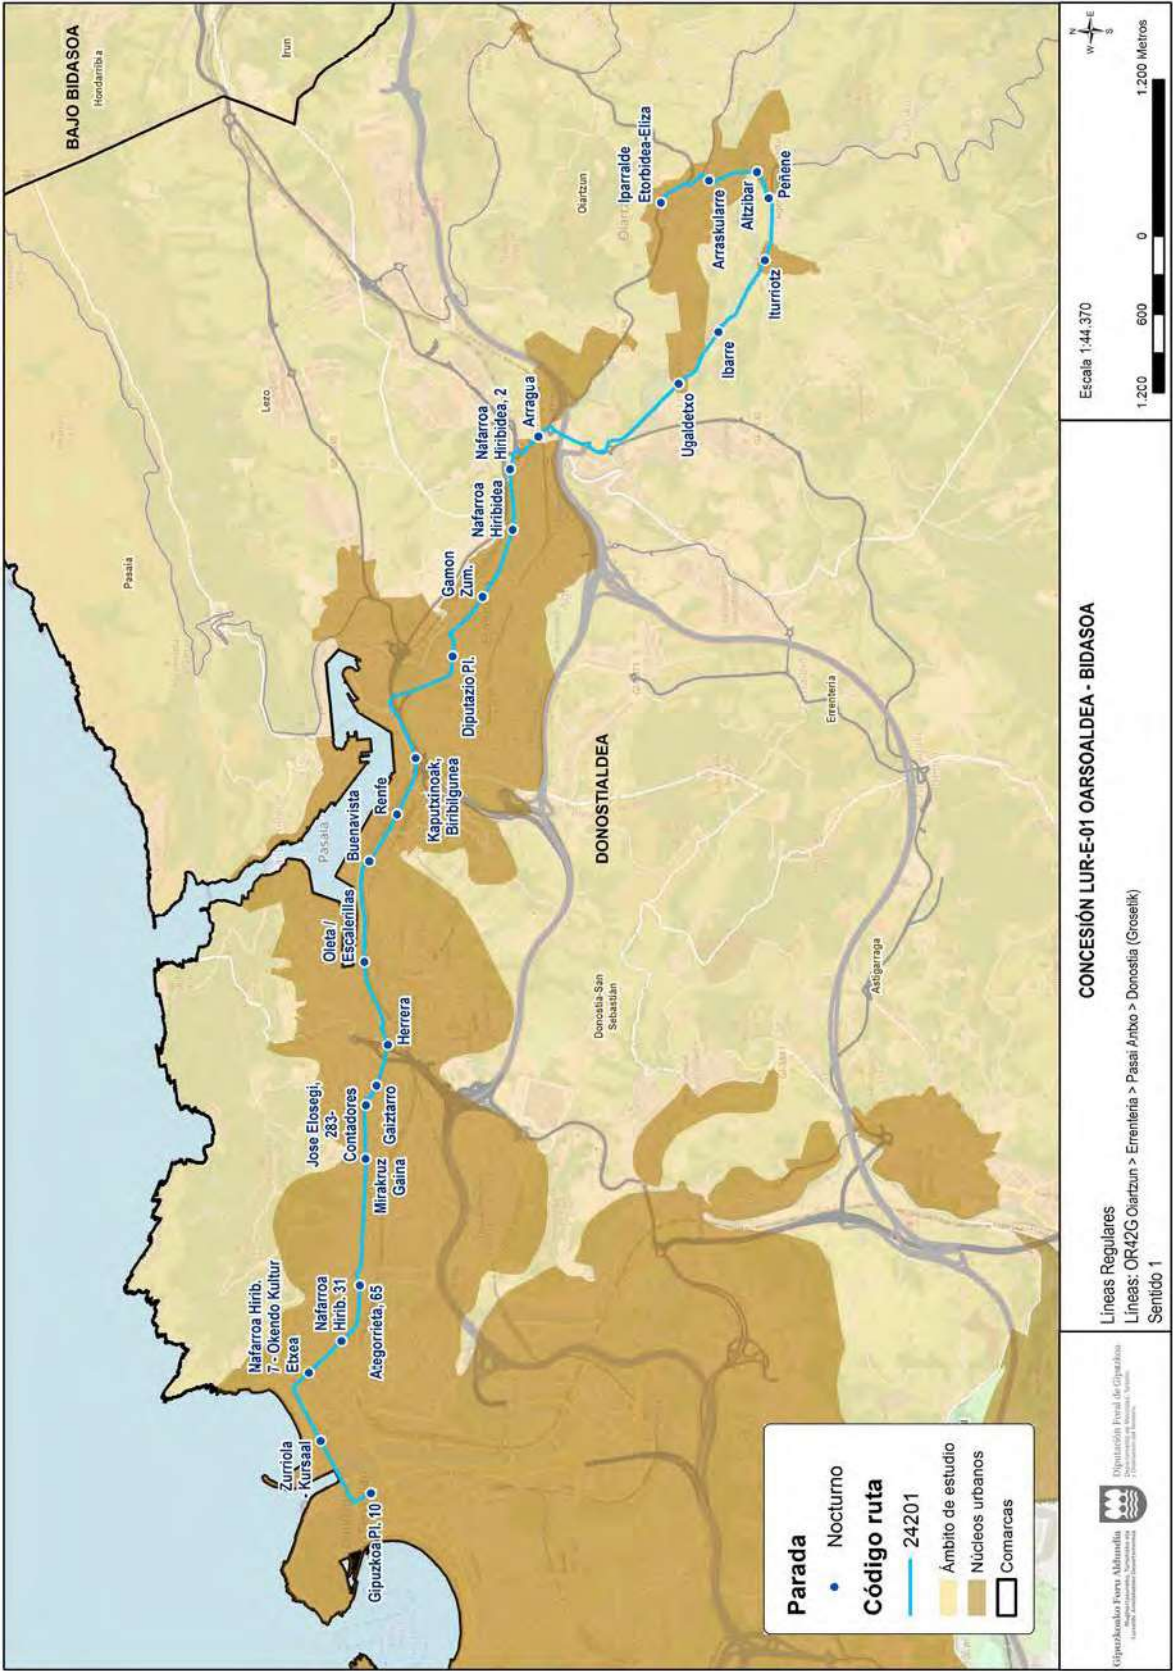 BAJO BIDASOA
Hondarribia
Irun
Lezo
Pasaia
Oiartzun
Iparralde
Etorbidea-Eliza
Arraskularre
Altzibar
Peñene
Iturriotz
Ibarre
Ugaldetxo
Arragua
Nafarroa
Hiribidea, 2
Nafarroa
Hiribidea
Gamon
Zum.
Diputazio Pl.
Kaputxinoak,
Biribilgunea
Renfe
Buenavista
Pasaia
Oleta /
Escalerillas
Herrera
Jose Elosegi,
283-
Contadores
Gaiztarro
Mirakruz
Gaina
Ategorrieta, 65
Nafarroa
Hirib. 31
Nafarroa Hirib.
7 - Okendo Kultur
Etxea
Zurriola
- Kursaal
Gipuzkoa Pl. 10
DONOSTIALDEA
Donostia-San
Sebastián
Errenteria
Astigarraga
Parada
Nocturno
Código ruta
24201
Ámbito de estudio
Núcleos urbanos
Comarcas
Gipuzkoako Foru Aldundia
Diputación Foral de Gipuzkoa
Líneas Regulares
Líneas: OR42G Oiartzun > Errenteria > Pasai Antxo > Donostia (Grosetik)
Sentido 1
CONCESIÓN LUR-E-01 OARSOALDEA - BIDASOA
Escala 1:44.370
1.200 600 0 1.200 Metros
N
E
S
W